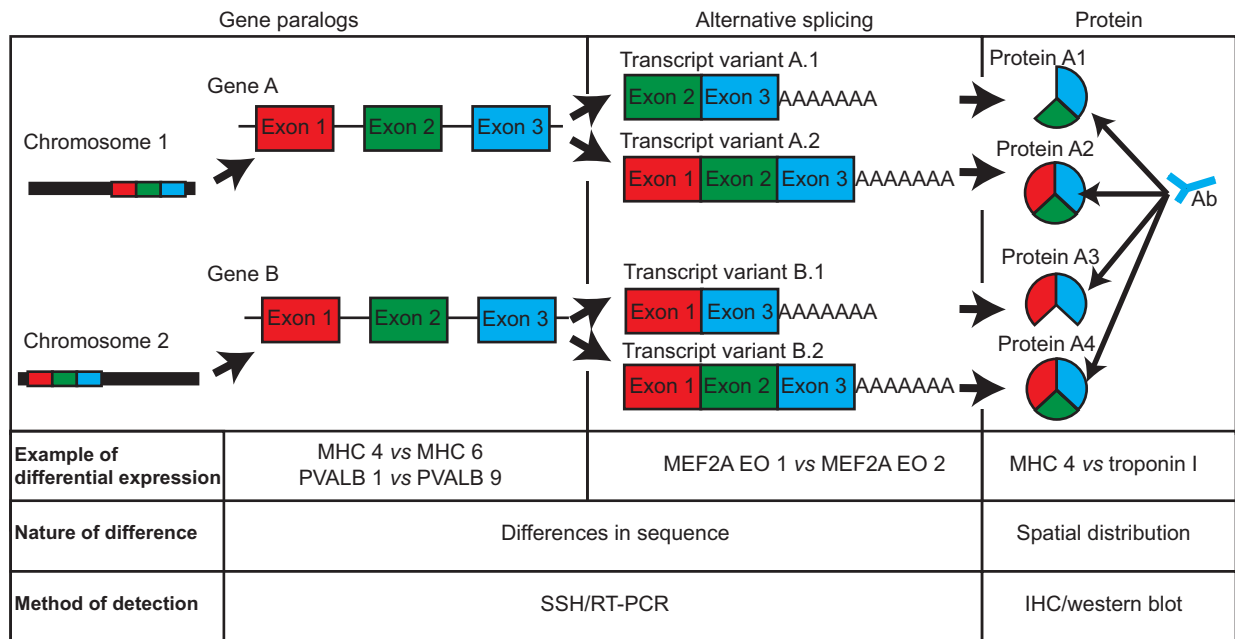 Gene paralogs
Alternative splicing
Protein
Chromosome 1
Gene A
Exon 1 Exon 2 Exon 3
Transcript variant A.1
Exon 2 Exon 3 AAAAAAA
Transcript variant A.2
Exon 1 Exon 2 Exon 3 AAAAAAA
Protein A1
Protein A2
Ab
Chromosome 2
Gene B
Exon 1 Exon 2 Exon 3
Transcript variant B.1
Exon 1 Exon 3 AAAAAAA
Transcript variant B.2
Exon 1 Exon 2 Exon 3 AAAAAAA
Protein A3
Protein A4
Example of
differential expression
MHC 4 vs MHC 6
PVALB 1 vs PVALB 9
MEF2A EO 1 vs MEF2A EO 2
MHC 4 vs troponin I
Nature of difference
Differences in sequence
Spatial distribution
Method of detection
SSH/RT-PCR
IHC/western blot